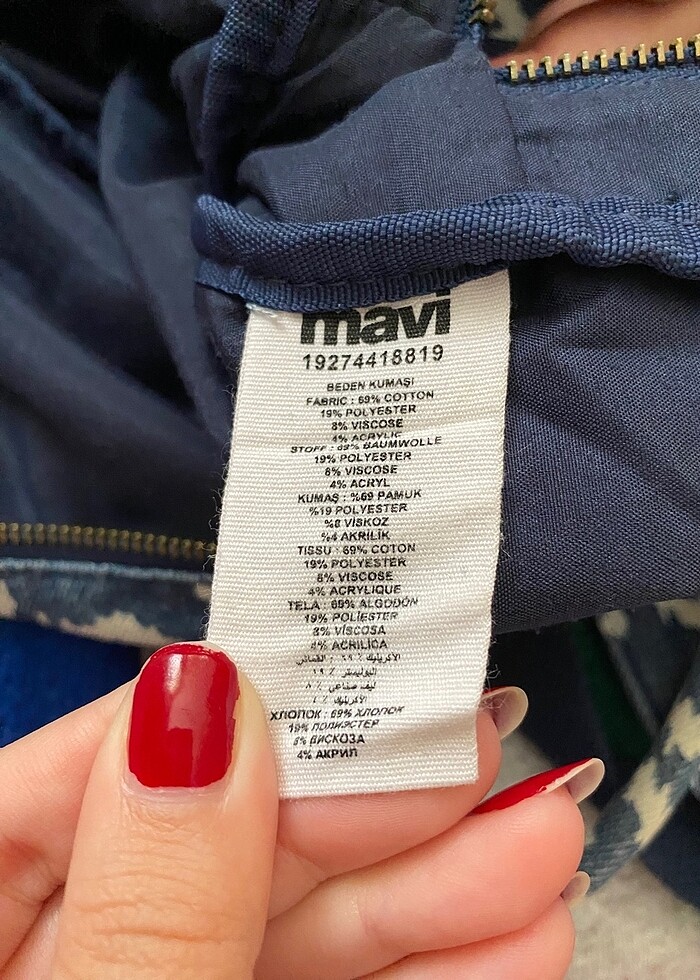 mavi
19274418819
BEDEN KUMAŞI
FABRIC : 69% COTTON
19% POLYESTER
8% VISCOSE
4% ACRYLIC
STOFF : 69% BAUMWOLLE
19% POLYESTER
8% VISCOSE
4% ACRYL
KUMAŞ : %69 PAMUK
%19 POLYESTER
%8 VİSKOZ
%4 AKRİLİK
TISSU : 69% COTON
19% POLYESTER
8% VISCOSE
4% ACRYLIQUE
TELA : 69% ALGODÓN
19% POLIÉSTER
8% VISCOSA
4% ACRÍLICA
ХЛОПОК : 69% ХЛОПОК
19% ПОЛИЭСТЕР
8% ВИСКОЗА
4% АКРИЛ